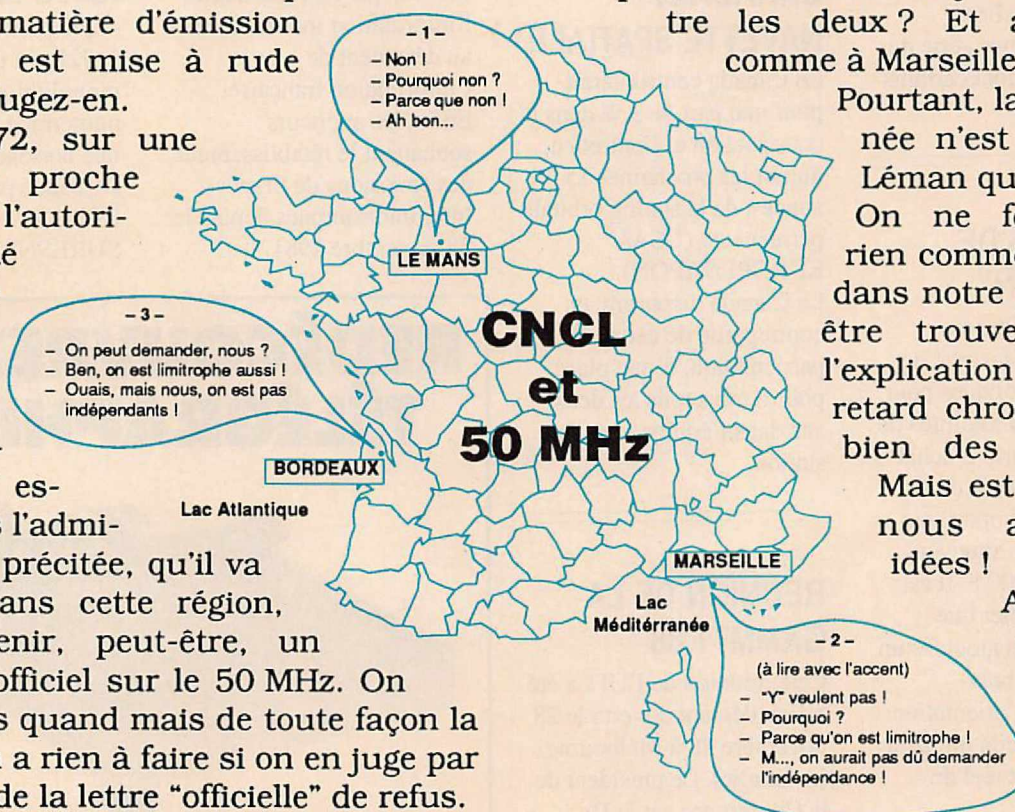 matière d'émission
est mise à rude
ugez-en.
72, sur une
proche
l'autori-
é
es-
l'admi-
précitée, qu'il va
ans cette région,
enir, peut-être, un
officiel sur le 50 MHz. On
s quand mais de toute façon la
a rien à faire si on en juge par
de la lettre "officielle" de refus.
-1-
– Non !
– Pourquoi non ?
– Parce que non !
– Ah bon...
LE MANS
-3-
– On peut demander, nous ?
– Ben, on est limitrophe aussi !
– Ouais, mais nous, on est pas
indépendants !
BORDEAUX
Lac Atlantique
CNCL
et
50 MHz
MARSEILLE
Lac
Méditérranée
-2-
(à lire avec l'accent)
– "Y" veulent pas !
– Pourquoi ?
– Parce qu'on est limitrophe !
– M..., on aurait pas dû demander
l'indépendance !
tre les deux ? Et a
comme à Marseille
Pourtant, la
née n'est
Léman qu
On ne f
rien comm
dans notre
être trouve
l'explication
retard chro
bien des
Mais est
nous a
idées !
A